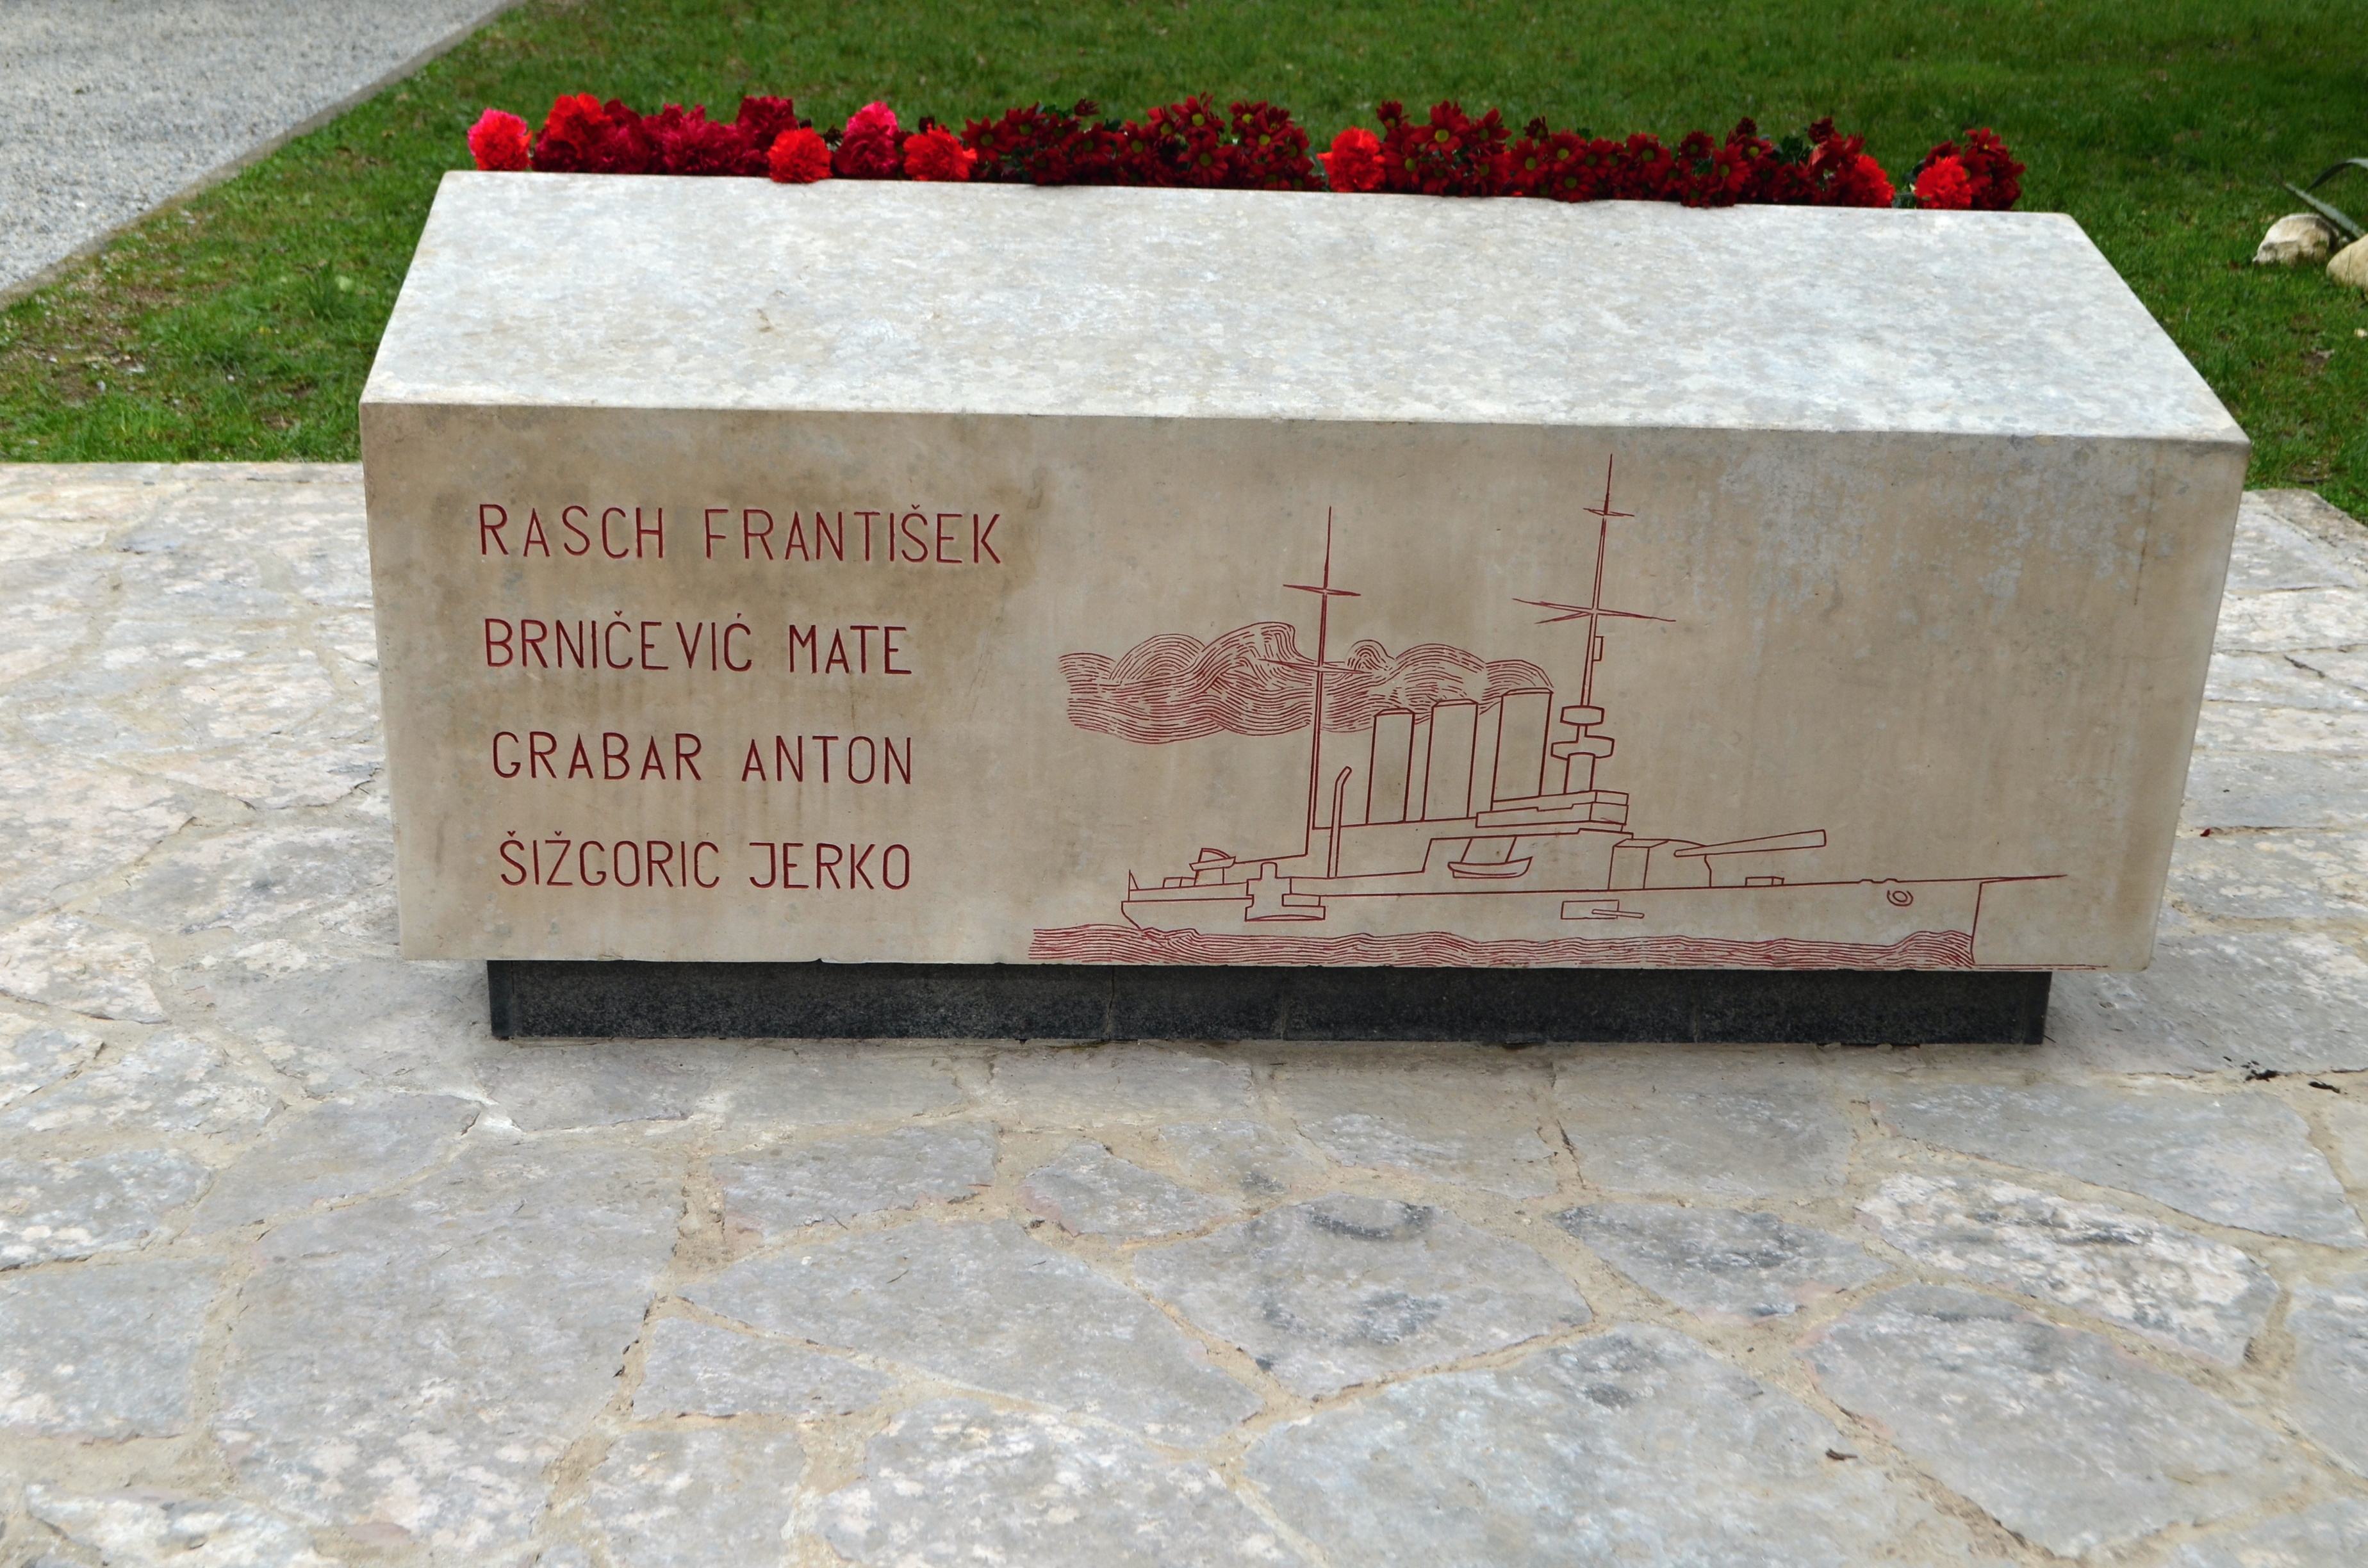 RASCH FRANTIŠEK
BRNIČEVIĆ MATE
GRABAR ANTON
ŠIŽGORIC JERKO